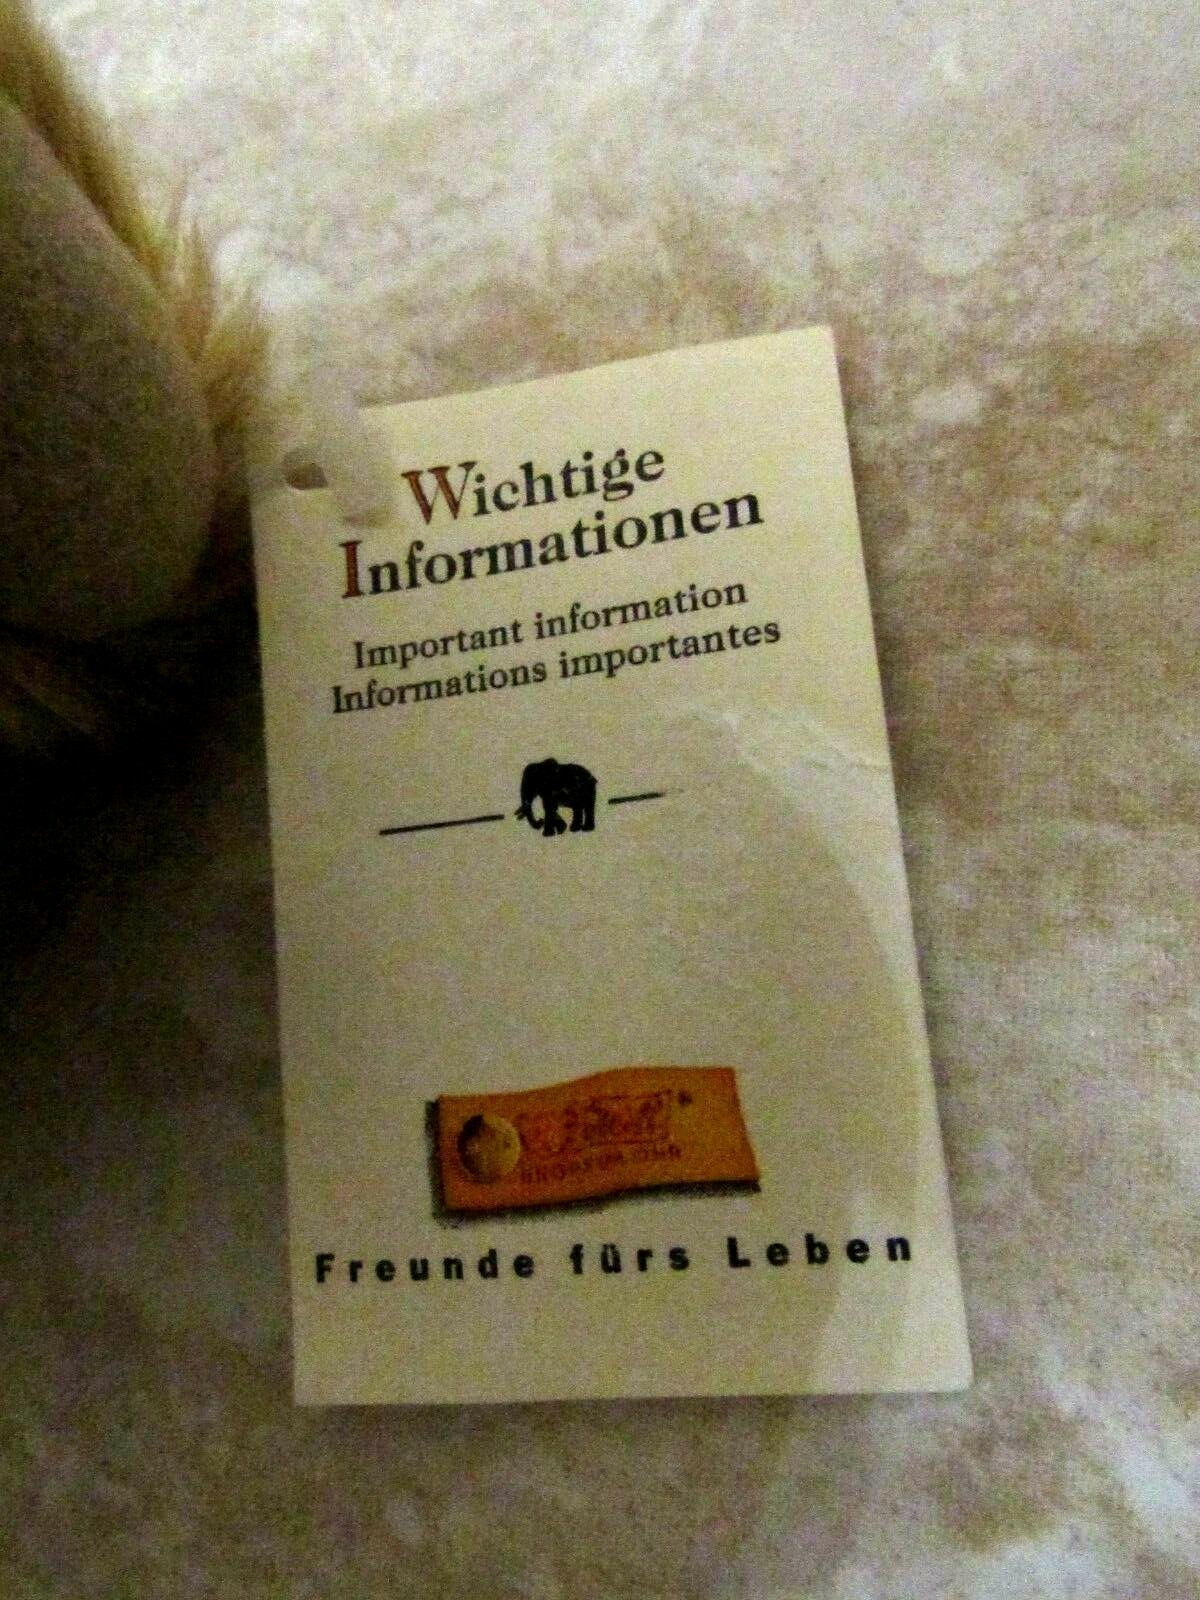 Wichtige
Informationen
Important information
Informations importantes
Freunde fürs Leben